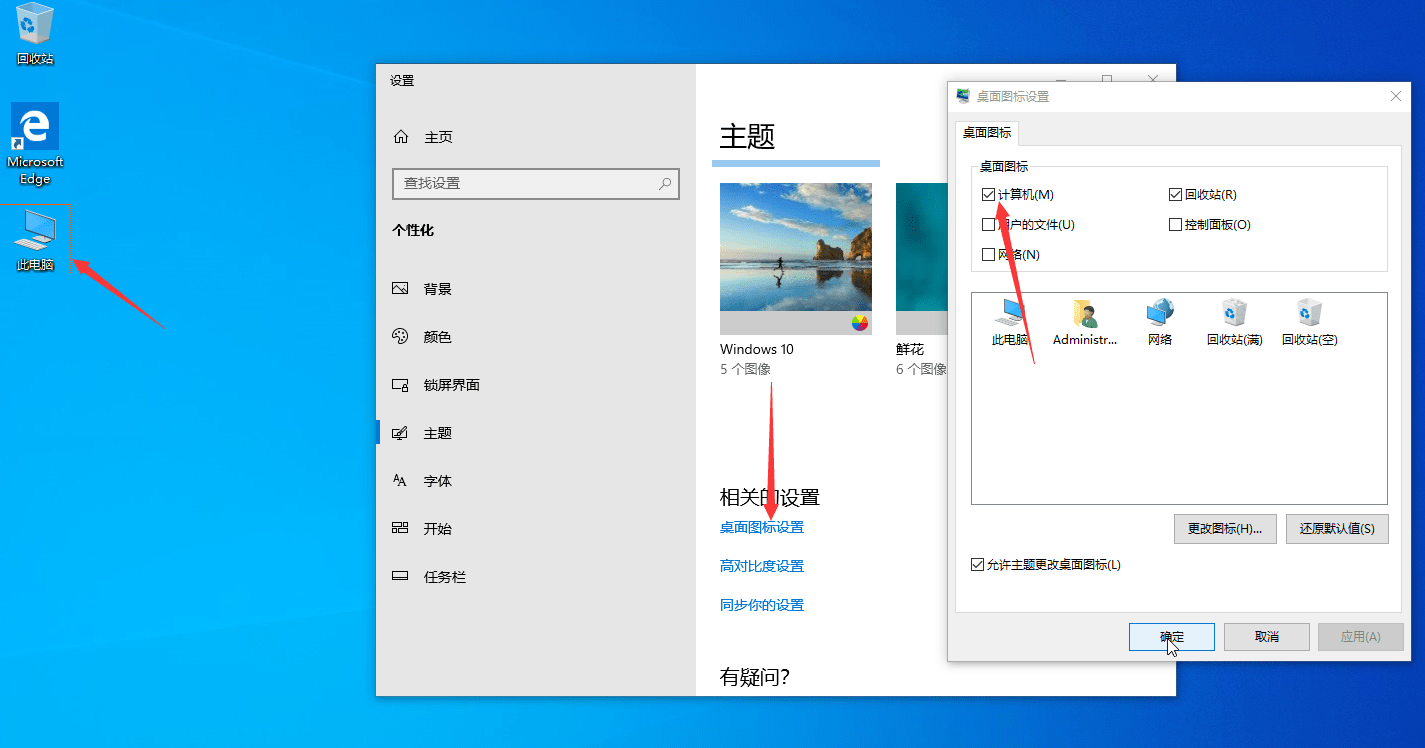 回收站
Microsoft
Edge
此电脑
设置
主页
查找设置
个性化
背景
颜色
锁屏界面
主题
字体
开始
任务栏
主题
Windows 10
5 个图像
鲜花
6 个图像
相关的设置
桌面图标设置
高对比度设置
同步你的设置
有疑问?
桌面图标设置
桌面图标
桌面图标
计算机(M)
回收站(R)
用户的文件(U)
控制面板(O)
网络(N)
此电脑
Administr...
网络
回收站(满)
回收站(空)
更改图标(H)...
还原默认值(S)
允许主题更改桌面图标(L)
确定
取消
应用(A)